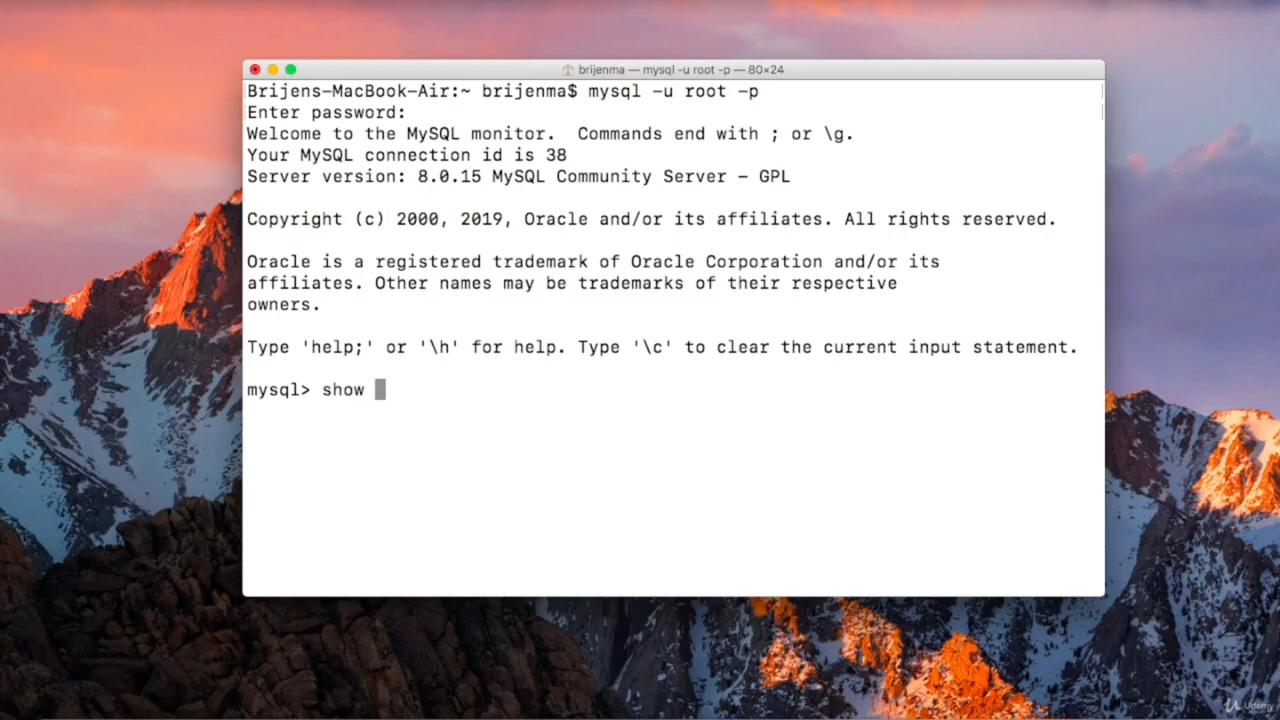 brijenma — mysql -u root -p — 80×24
Brijens-MacBook-Air:~ brijenma$ mysql -u root -p
Enter password:
Welcome to the MySQL monitor.  Commands end with ; or \g.
Your MySQL connection id is 38
Server version: 8.0.15 MySQL Community Server - GPL
Copyright (c) 2000, 2019, Oracle and/or its affiliates. All rights reserved.
Oracle is a registered trademark of Oracle Corporation and/or its
affiliates. Other names may be trademarks of their respective
owners.
Type 'help;' or '\h' for help. Type '\c' to clear the current input statement.
mysql> show
Udemy